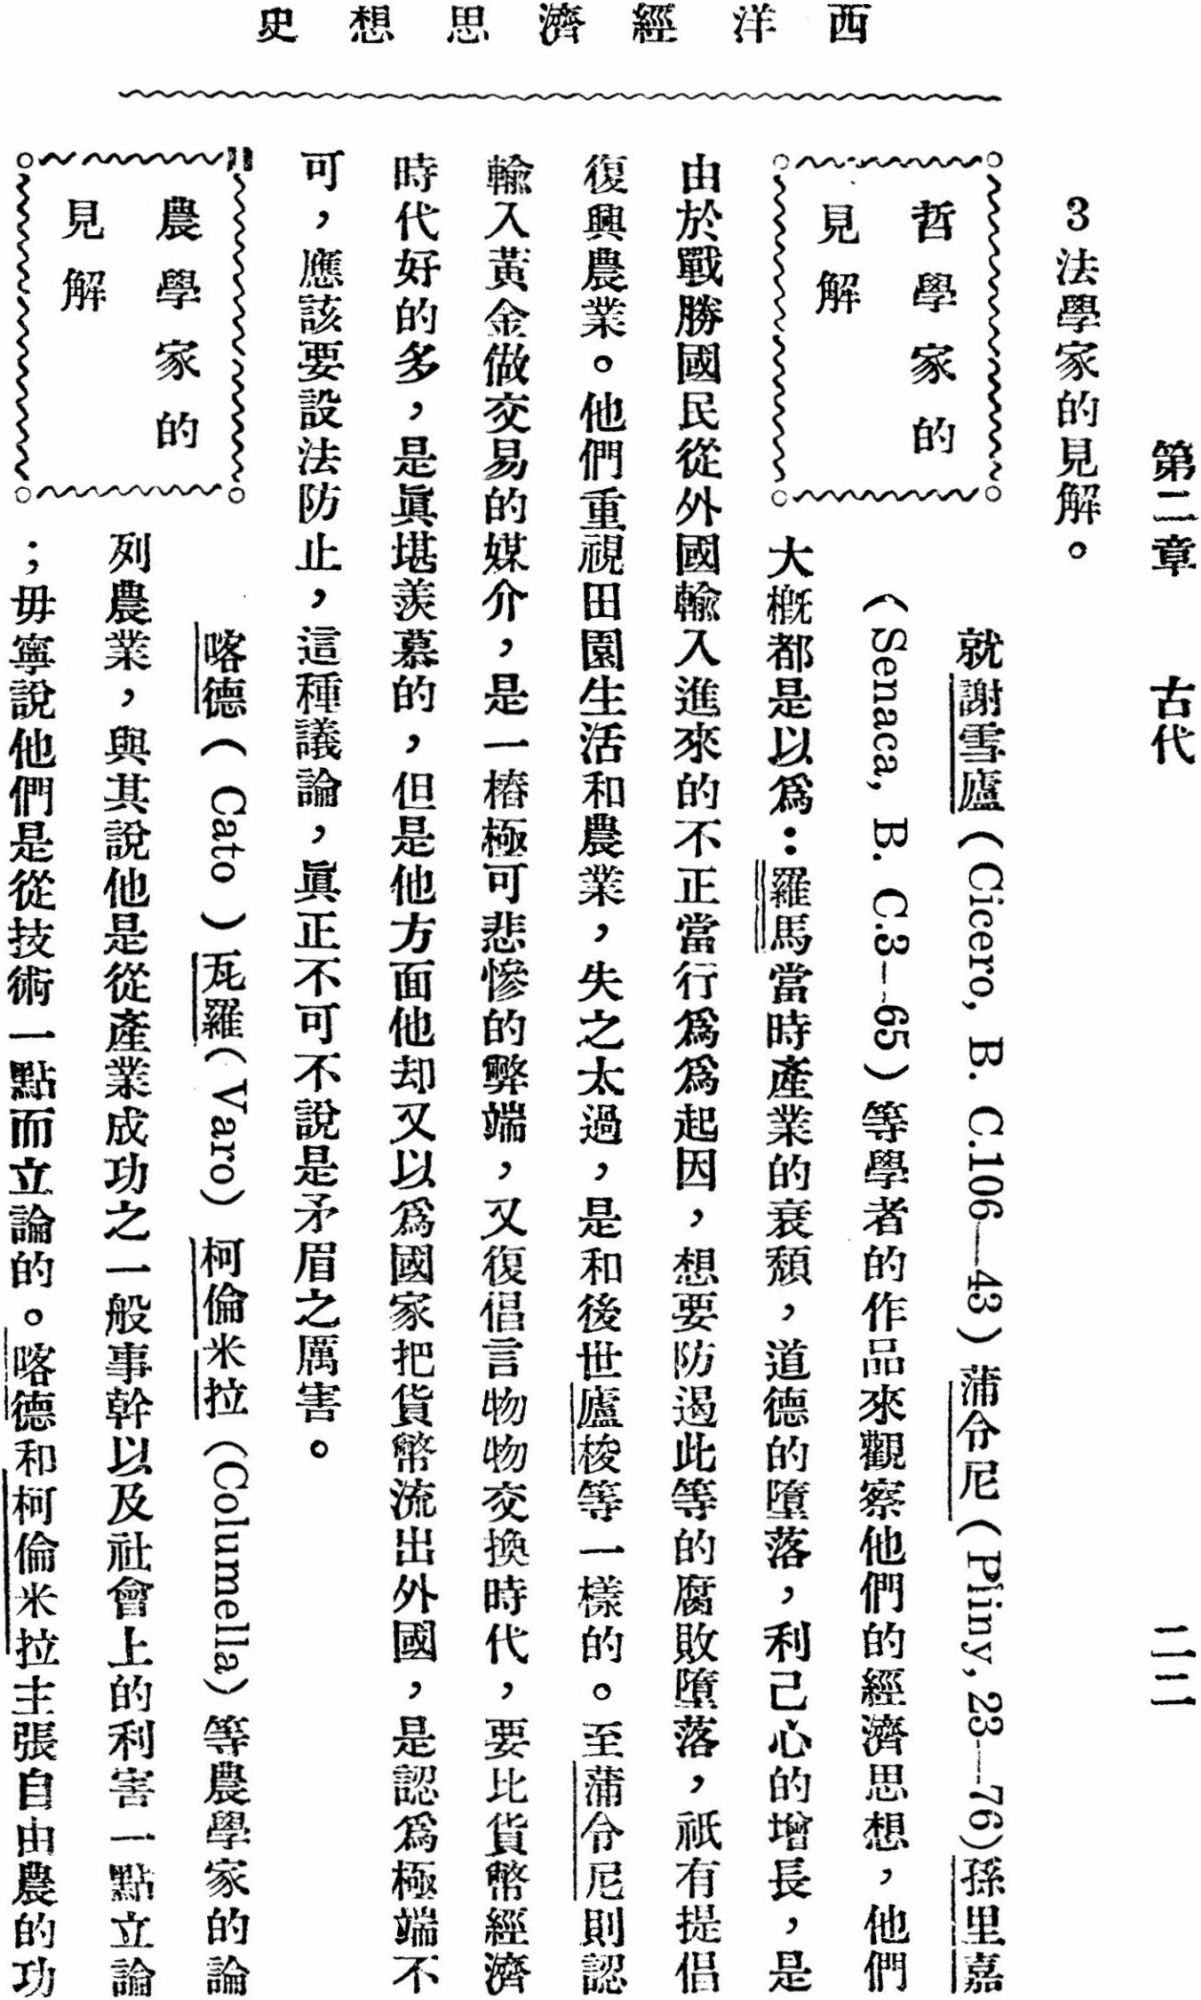 西洋經濟思想史
第二章　古代　二二
3 法學家的見解。
哲學家的
見解
就謝雪廬(Cicero, B. C.106—43)蒲令尼(Pliny, 23—76)孫里嘉
(Senaca, B. C.3—65)等學者的作品來觀察他們的經濟思想，他們
大概都是以爲：羅馬當時產業的衰頹，道德的墮落，利己心的增長，是
由於戰勝國民從外國輸入進來的不正當行爲爲起因，想要防遏此等的腐敗墮落，祇有提倡
復興農業。他們重視田園生活和農業，失之太過，是和後世廬梭等一樣的。至蒲令尼則認
輸入黃金做交易的媒介，是一樁極可悲慘的弊端，又復倡言物物交換時代，要比貨幣經濟
時代好的多，是眞堪羨慕的，但是他方面他却又以爲國家把貨幣流出外國，是認爲極端不
可，應該要設法防止，這種議論，眞正不可不說是矛眉之厲害。
農學家的
見解
喀德( Cato )瓦羅(Varo)柯倫米拉(Columella)等農學家的論
列農業，與其說他是從產業成功之一般事幹以及社會上的利害一點立論
；毋寧說他們是從技術一點而立論的。喀德和柯倫米拉主張自由農的功